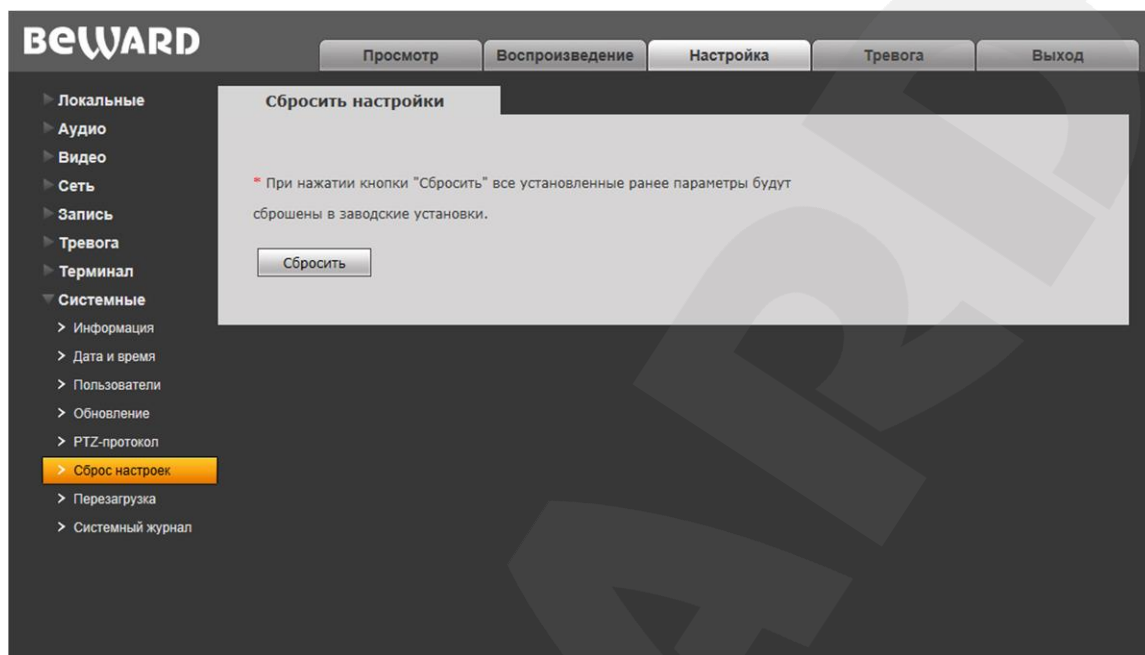 BEWARD
Просмотр
Воспроизведение
Настройка
Тревога
Выход
Локальные
Аудио
Видео
Сеть
Запись
Тревога
Терминал
Системные
Информация
Дата и время
Пользователи
Обновление
PTZ-протокол
Сброс настроек
Перезагрузка
Системный журнал
Сбросить настройки
* При нажатии кнопки "Сбросить" все установленные ранее параметры будут
сброшены в заводские установки.
Сбросить